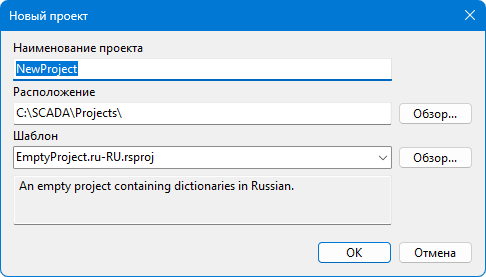 Новый проект
Наименование проекта
NewProject
Расположение
C:\SCADA\Projects\
Обзор...
Шаблон
EmptyProject.ru-RU.rsproj
Обзор...
An empty project containing dictionaries in Russian.
OK
Отмена